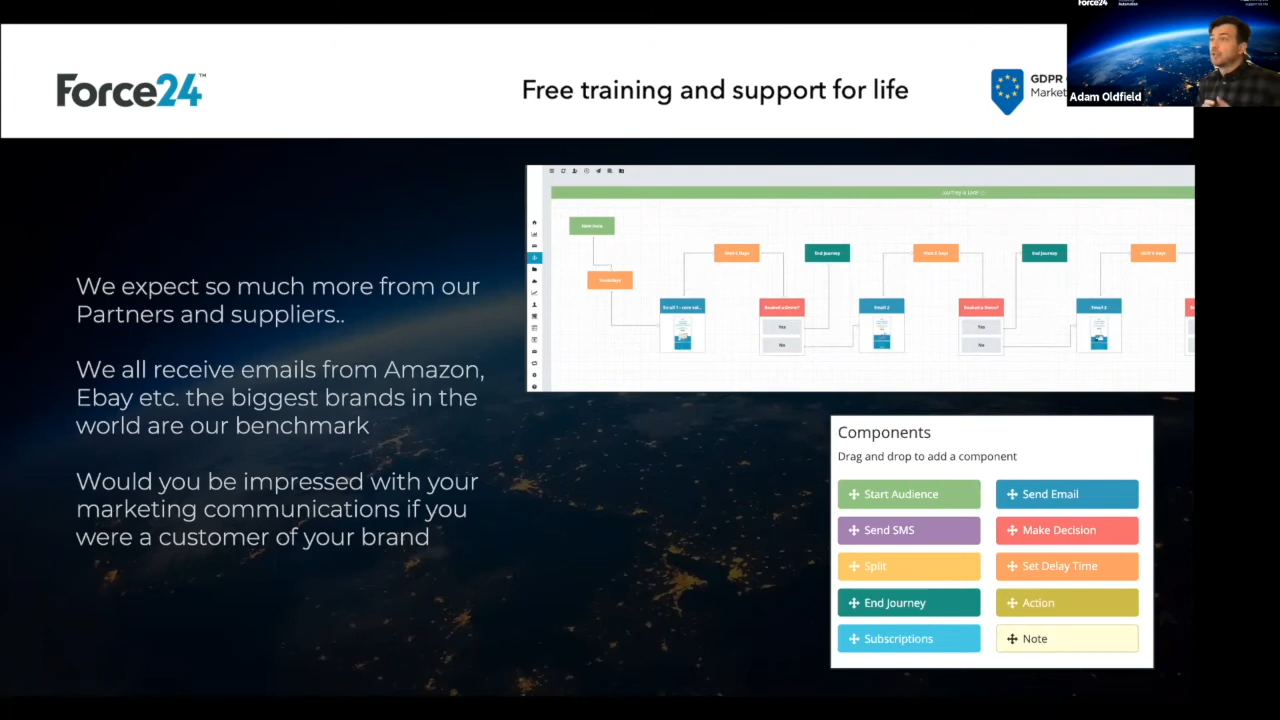 Force24™
Free training and support for life
GDPR
Market
Force24
Adam Oldfield
We expect so much more from our
Partners and suppliers..
We all receive emails from Amazon,
Ebay etc. the biggest brands in the
world are our benchmark
Would you be impressed with your
marketing communications if you
were a customer of your brand
End Journey
End Journey
Email 2
Yes
No
Yes
No
Components
Drag and drop to add a component
Start Audience
Send Email
Send SMS
Make Decision
Split
Set Delay Time
End Journey
Action
Subscriptions
Note